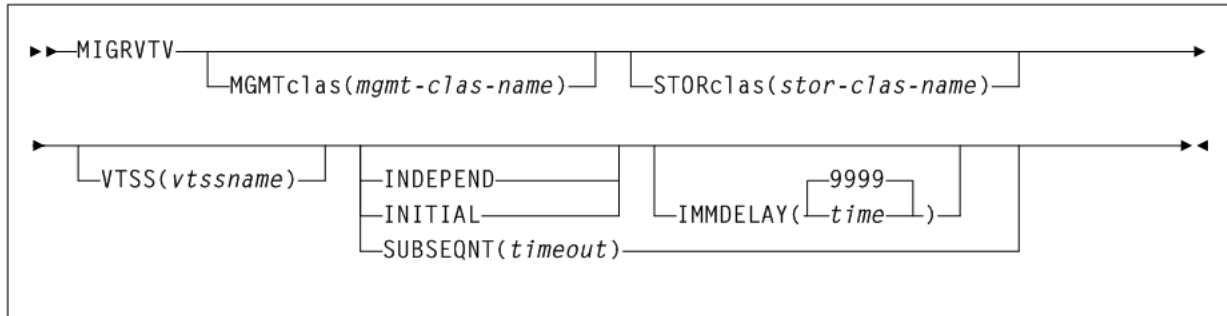 MIGRVTV
MGMTclas(mgmt-clas-name)
STORclas(stor-clas-name)
VTSS(vtssname)
INDEPEND
INITIAL
SUBSEQNT(timeout)
9999
IMMDELAY(time)